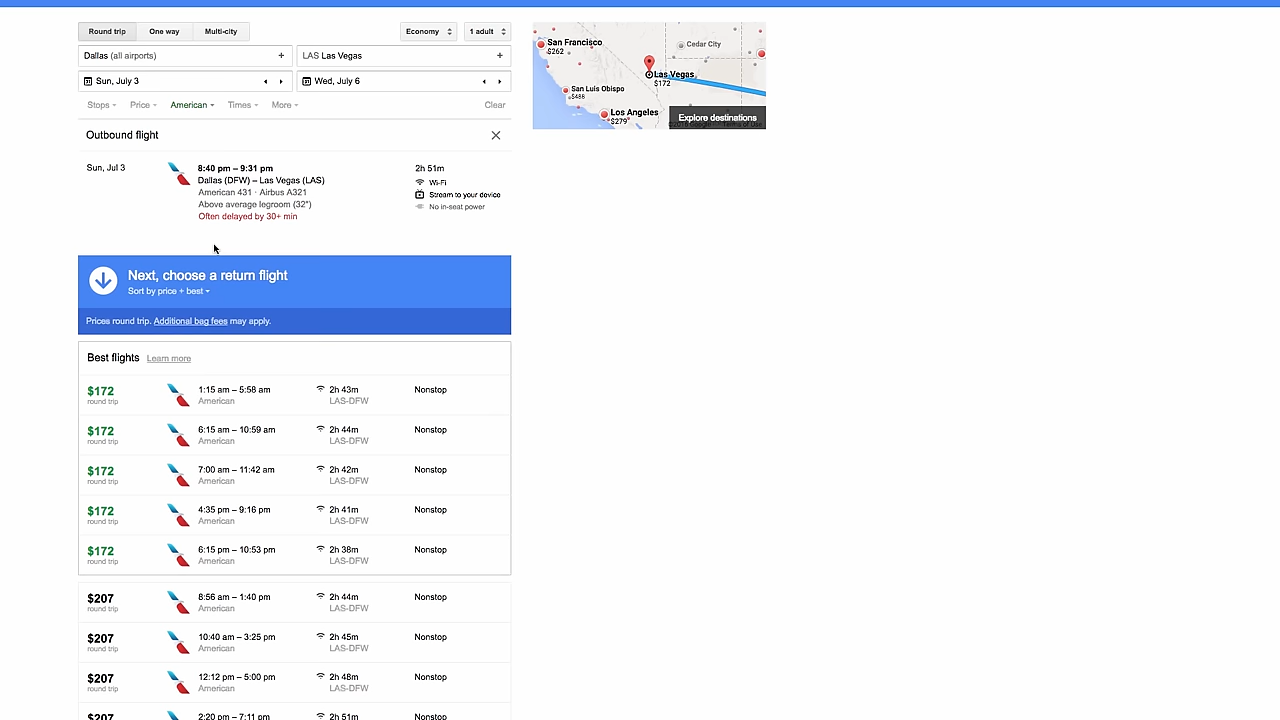 Round trip
One way
Multi-city
Economy
1 adult
Dallas (all airports) +
LAS Las Vegas +
Sun, July 3
Wed, July 6
Stops
Price
American
Times
More
Clear
Outbound flight
Sun, Jul 3
8:40 pm – 9:31 pm
Dallas (DFW) – Las Vegas (LAS)
American 431 · Airbus A321
Above average legroom (32")
Often delayed by 30+ min
2h 51m
Wi-Fi
Stream to your device
No in-seat power
Next, choose a return flight
Sort by price + best
Prices round trip. Additional bag fees may apply.
Best flights Learn more
$172 1:15 am – 5:58 am 2h 43m Nonstop
round trip American LAS-DFW
$172 6:15 am – 10:59 am 2h 44m Nonstop
round trip American LAS-DFW
$172 7:00 am – 11:42 am 2h 42m Nonstop
round trip American LAS-DFW
$172 4:35 pm – 9:16 pm 2h 41m Nonstop
round trip American LAS-DFW
$172 6:15 pm – 10:53 pm 2h 38m Nonstop
round trip American LAS-DFW
$207 8:56 am – 1:40 pm 2h 44m Nonstop
round trip American LAS-DFW
$207 10:40 am – 3:25 pm 2h 45m Nonstop
round trip American LAS-DFW
$207 12:12 pm – 5:00 pm 2h 48m Nonstop
round trip American LAS-DFW
$207 2:20 pm – 7:11 pm 2h 51m Nonstop
San Francisco
$262
Cedar City
Las Vegas
$172
San Luis Obispo
$486
Los Angeles
$279
Explore destinations